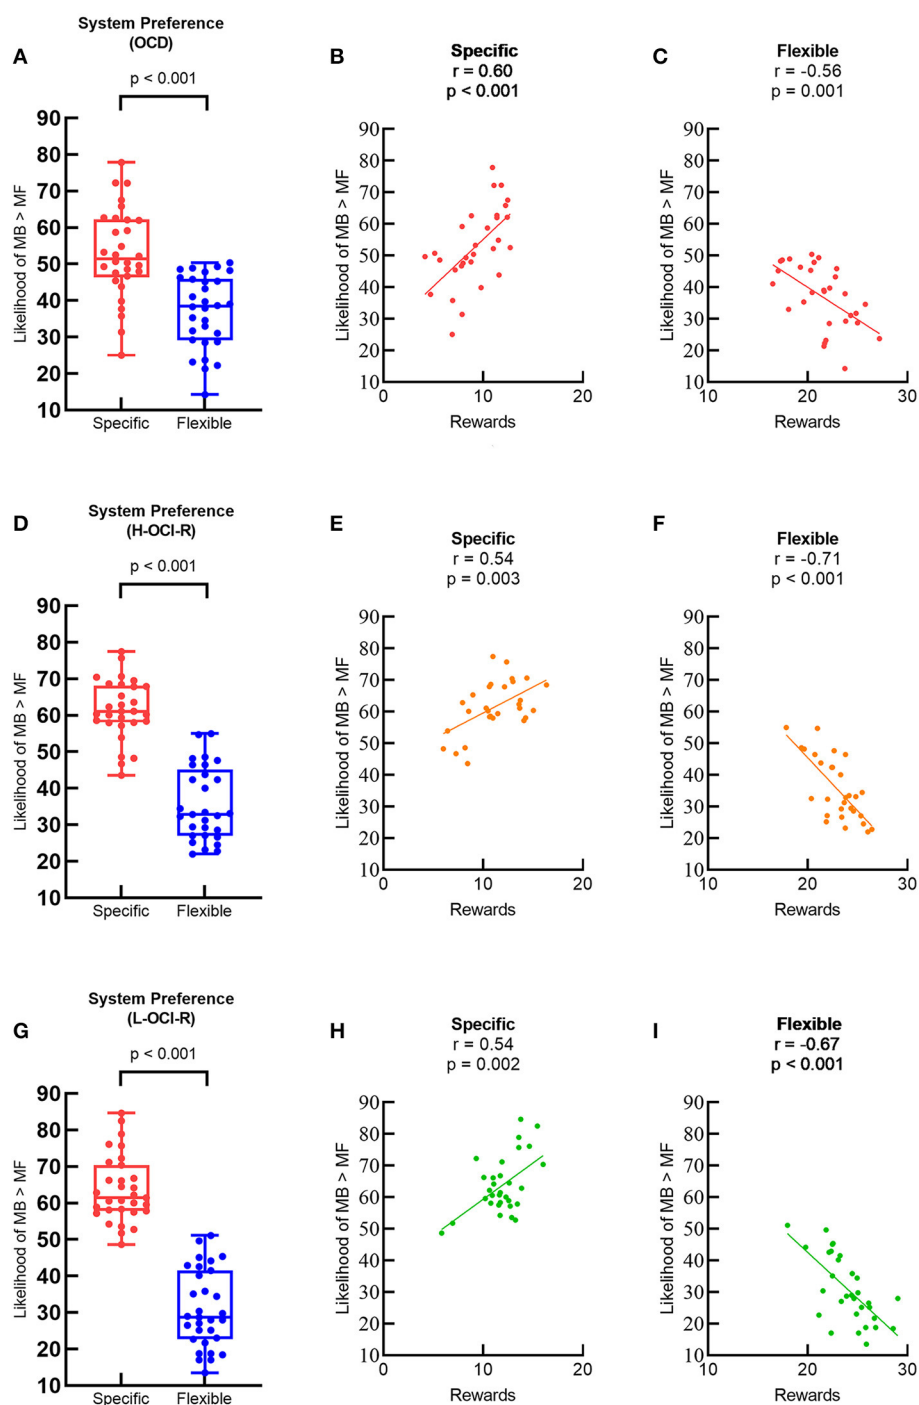 System Preference
(OCD)
A
p < 0.001
Likelihood of MB > MF
90
80
70
60
50
40
30
20
10
Specific
Flexible
B
Specific
r = 0.60
p < 0.001
Likelihood of MB > MF
90
80
70
60
50
40
30
20
10
0
10
20
Rewards
C
Flexible
r = -0.56
p = 0.001
Likelihood of MB > MF
90
80
70
60
50
40
30
20
10
10
20
30
Rewards
System Preference
(H-OCI-R)
D
p < 0.001
Likelihood of MB > MF
90
80
70
60
50
40
30
20
10
Specific
Flexible
E
Specific
r = 0.54
p = 0.003
Likelihood of MB > MF
90
80
70
60
50
40
30
20
10
0
10
20
Rewards
F
Flexible
r = -0.71
p < 0.001
Likelihood of MB > MF
90
80
70
60
50
40
30
20
10
10
20
30
Rewards
System Preference
(L-OCI-R)
G
p < 0.001
Likelihood of MB > MF
90
80
70
60
50
40
30
20
10
Specific
Flexible
H
Specific
r = 0.54
p = 0.002
Likelihood of MB > MF
90
80
70
60
50
40
30
20
10
0
10
20
Rewards
I
Flexible
r = -0.67
p < 0.001
Likelihood of MB > MF
90
80
70
60
50
40
30
20
10
10
20
30
Rewards